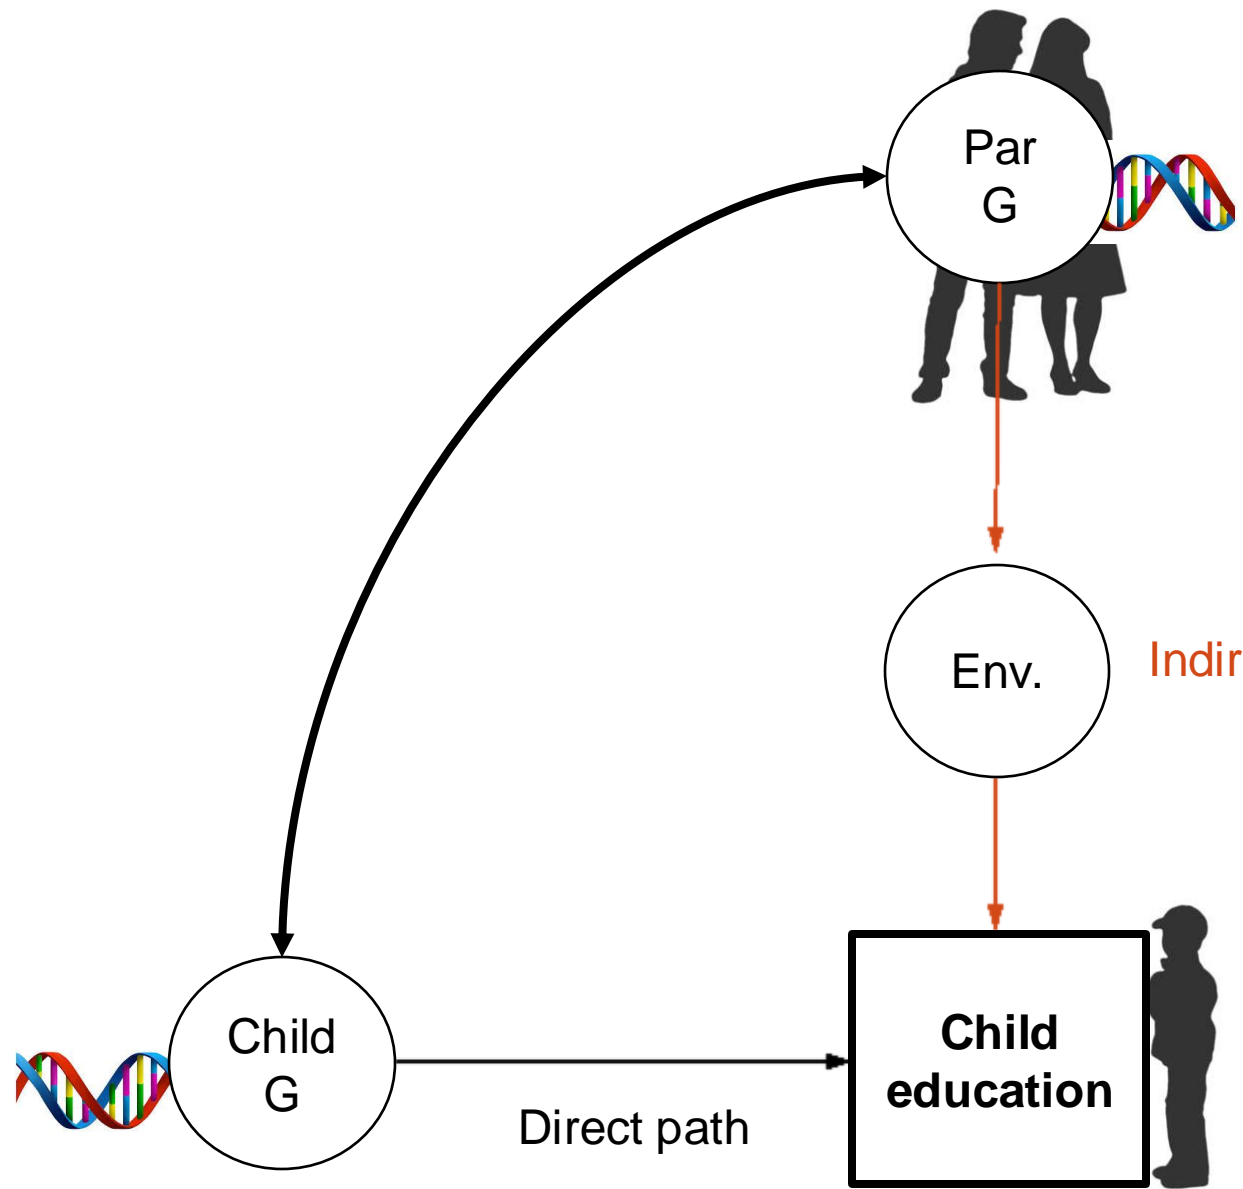 Par
G
Env.
Indir
Child
G
Direct path
Child
education